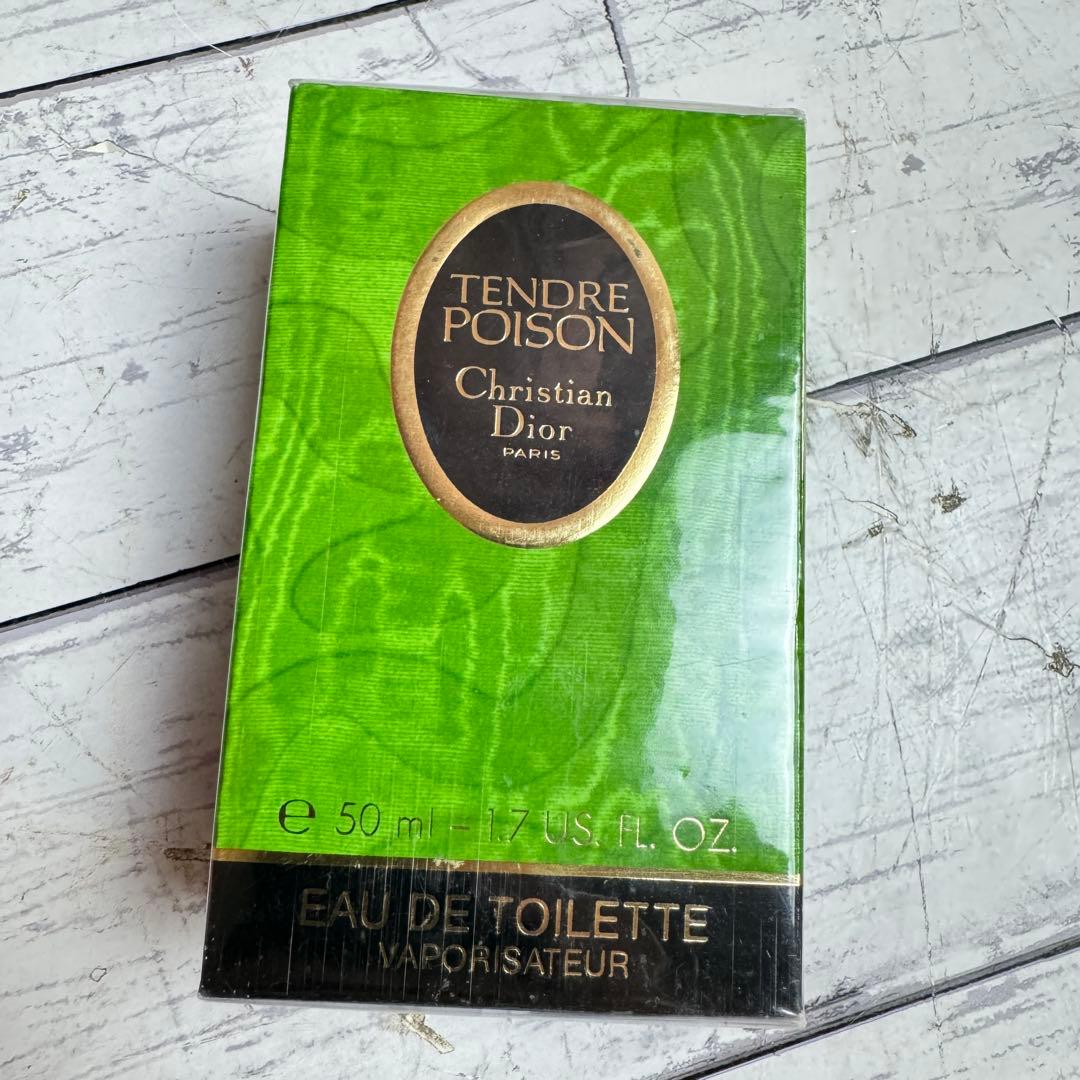 TENDRE
POISON
Christian
Dior
PARIS
℮ 50 ml – 1.7 US. FL. OZ.
EAU DE TOILETTE
VAPORISATEUR